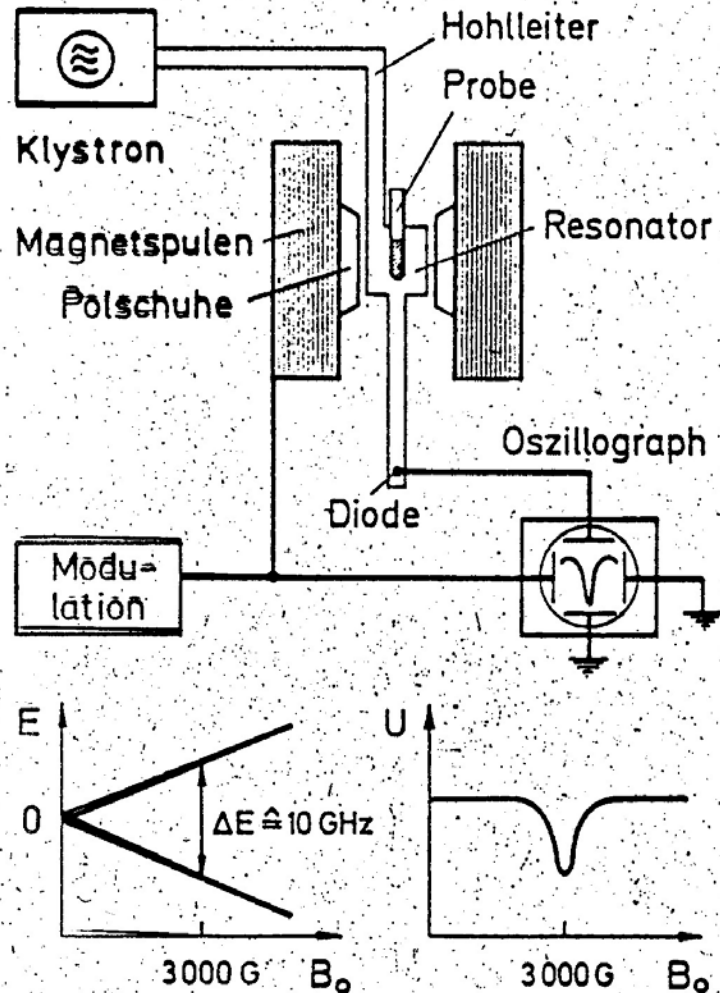 Hohlleiter
Probe
Klystron
Magnetspulen
Resonator
Polschuhe
Oszillograph
Diode
Modu-
lation
E
U
0
ΔE ≙ 10 GHz
3000 G B₀
3000 G B₀